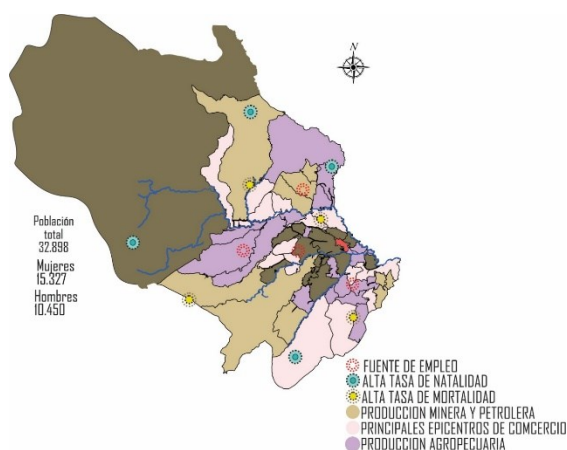 N
Población
total
32.898
Mujeres
15.327
Hombres
10.450
FUENTE DE EMPLEO
ALTA TASA DE NATALIDAD
ALTA TASA DE MORTALIDAD
PRODUCCION MINERA Y PETROLERA
PRINCIPALES EPICENTROS DE COMCERCIO
PRODUCCION AGROPECUARIA